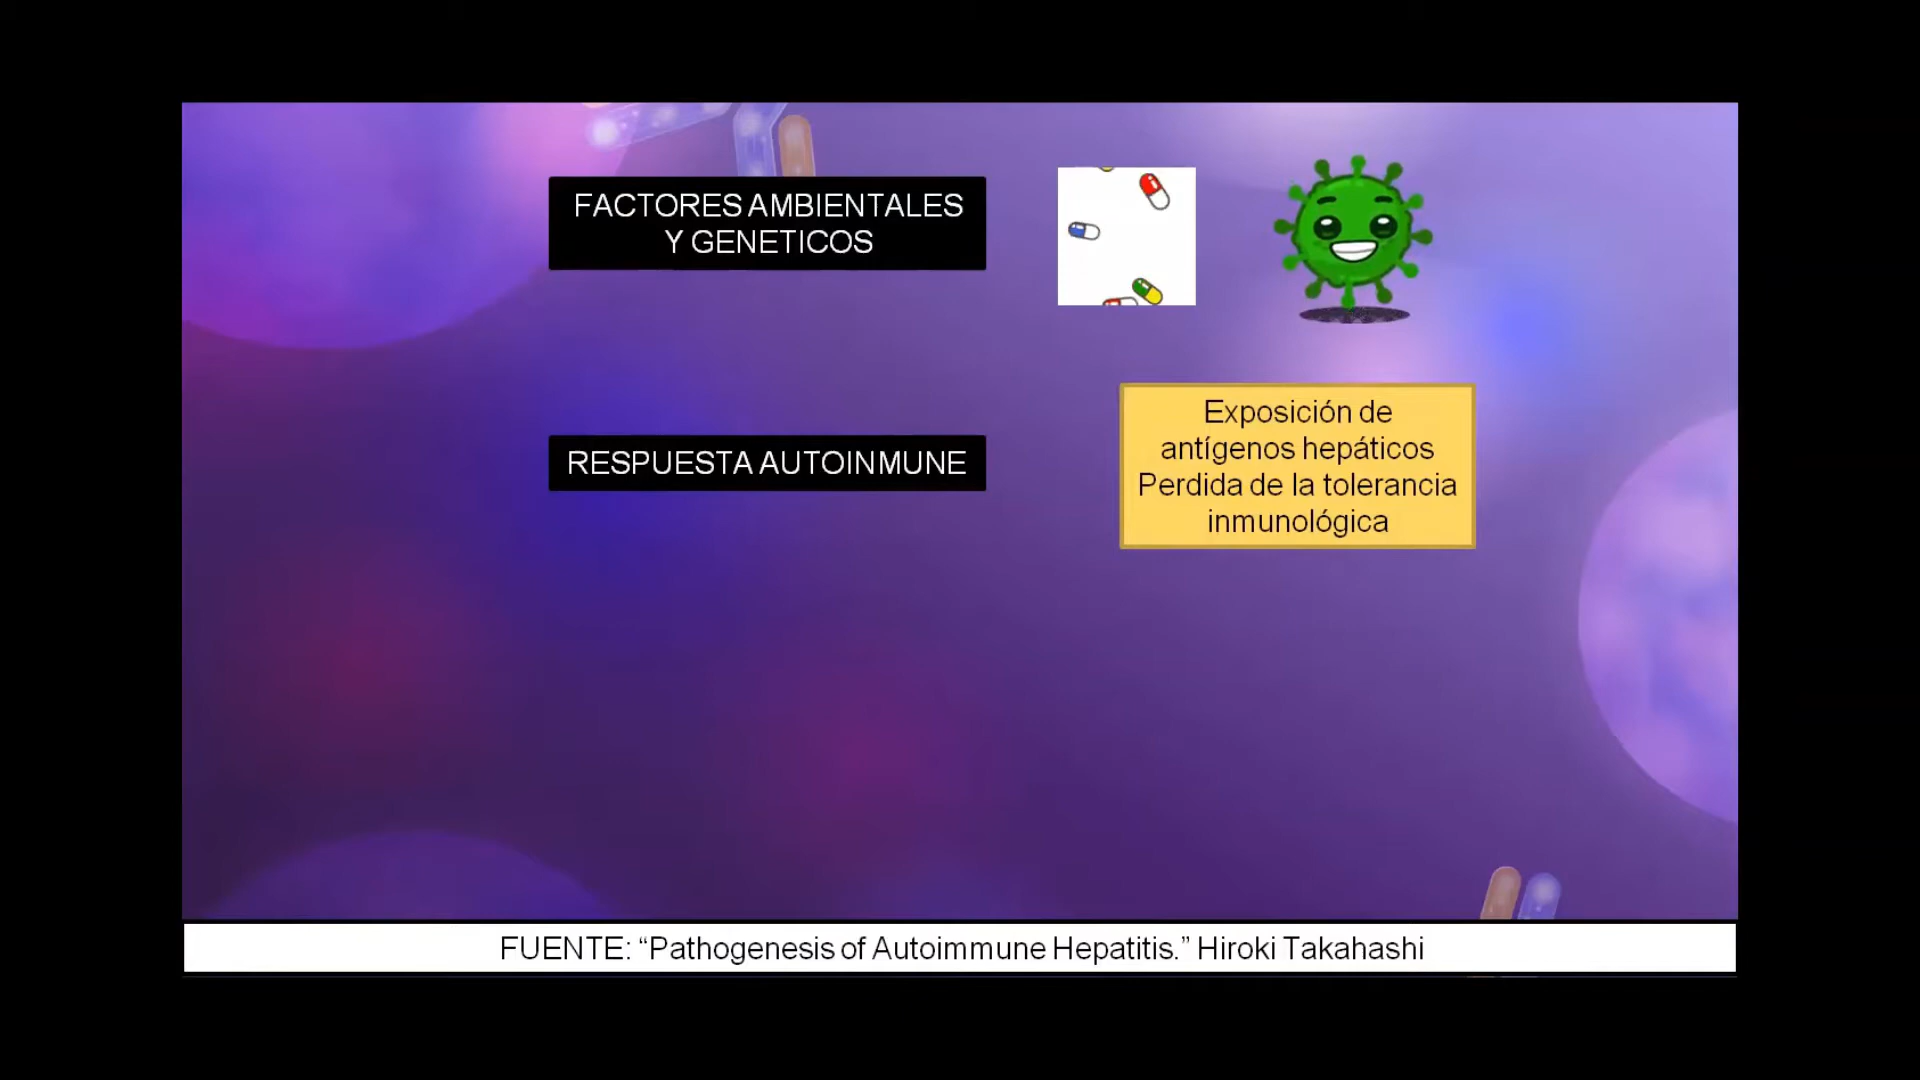 FACTORES AMBIENTALES
Y GENETICOS
RESPUESTA AUTOINMUNE
Exposición de
antígenos hepáticos
Perdida de la tolerancia
inmunológica
FUENTE: “Pathogenesis of Autoimmune Hepatitis.” Hiroki Takahashi